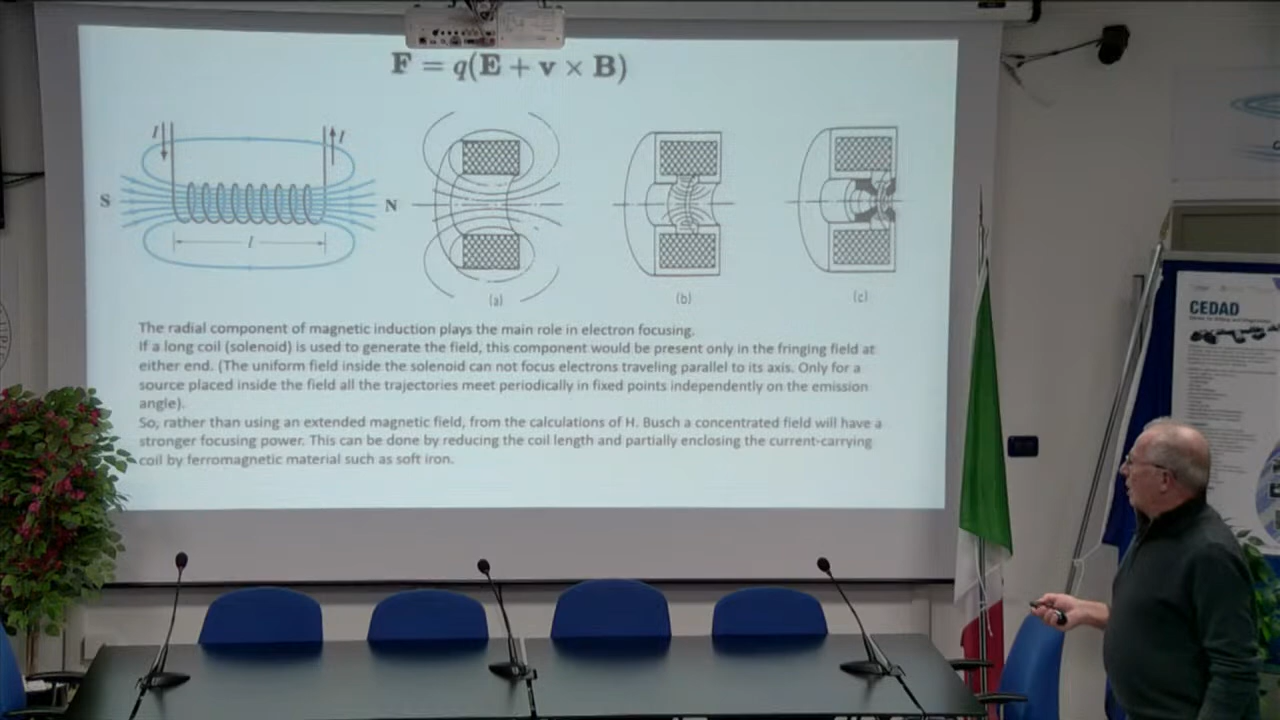 F = q(E + v × B)
I
I
S
N
l
(a)
(b)
(c)
The radial component of magnetic induction plays the main role in electron focusing.
If a long coil (solenoid) is used to generate the field, this component would be present only in the fringing field at
either end. (The uniform field inside the solenoid can not focus electrons traveling parallel to its axis. Only for a
source placed inside the field all the trajectories meet periodically in fixed points independently on the emission
angle).
So, rather than using an extended magnetic field, from the calculations of H. Busch a concentrated field will have a
stronger focusing power. This can be done by reducing the coil length and partially enclosing the current-carrying
coil by ferromagnetic material such as soft iron.
CEDAD